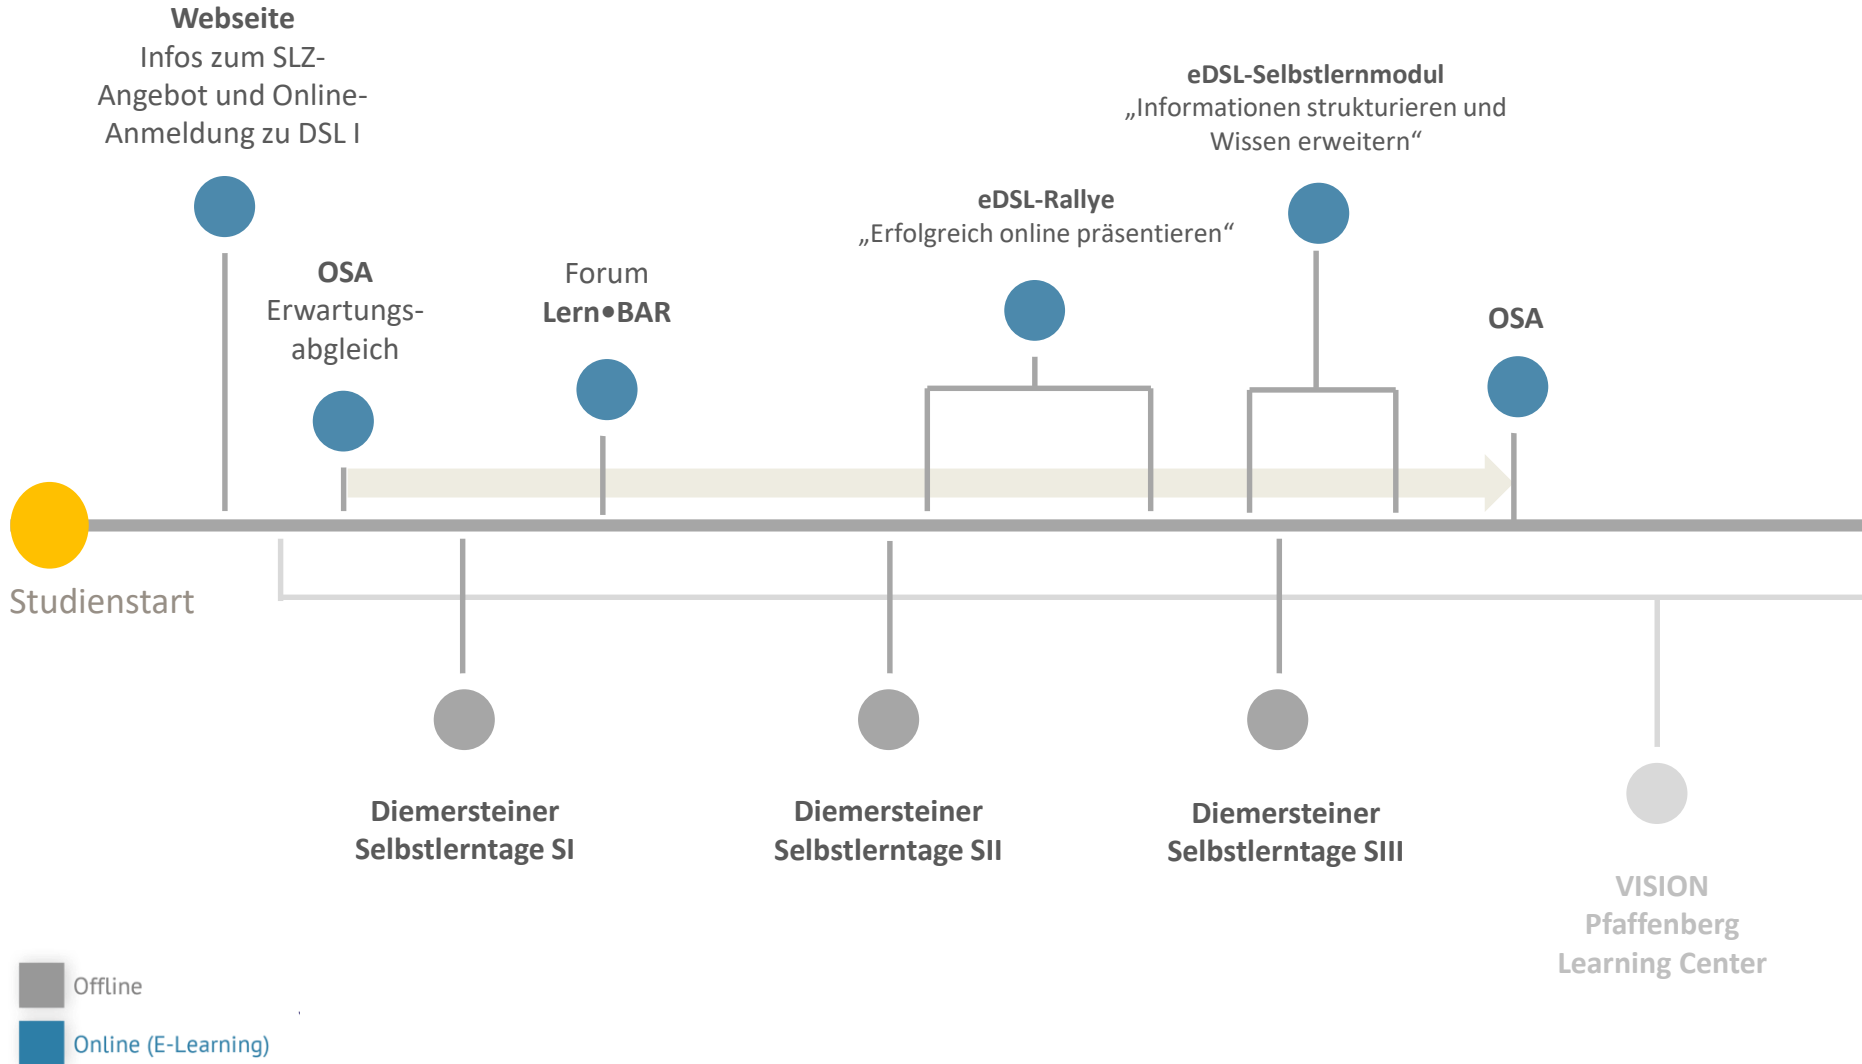 Webseite
Infos zum SLZ-
Angebot und Online-
Anmeldung zu DSL I
OSA
Erwartungs-
abgleich
Forum
Lern•BAR
eDSL-Rallye
„Erfolgreich online präsentieren“
eDSL-Selbstlernmodul
„Informationen strukturieren und
Wissen erweitern“
OSA
Studienstart
Diemersteiner
Selbstlerntage SI
Diemersteiner
Selbstlerntage SII
Diemersteiner
Selbstlerntage SIII
VISION
Pfaffenberg
Learning Center
Offline
Online (E-Learning)